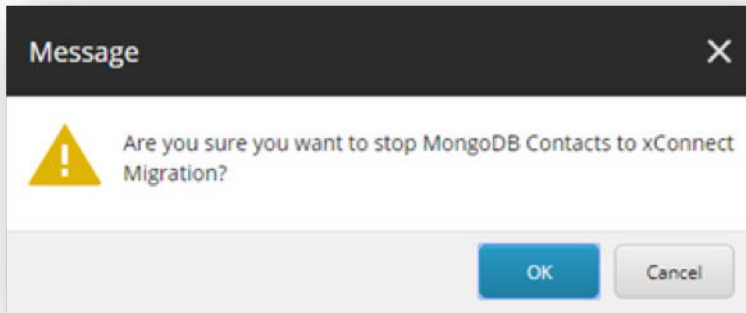 Message
Are you sure you want to stop MongoDB Contacts to xConnect
Migration?
OK
Cancel